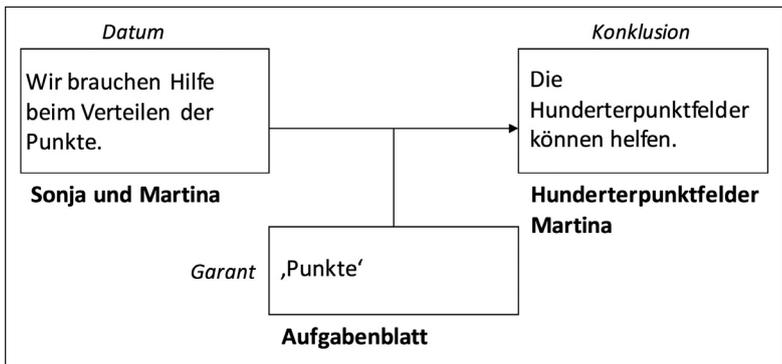 Datum
Konklusion
Wir brauchen Hilfe
beim Verteilen der
Punkte.
Die
Hunderterpunktfelder
können helfen.
Sonja und Martina
Hunderterpunktfelder
Martina
Garant
‚Punkte‘
Aufgabenblatt